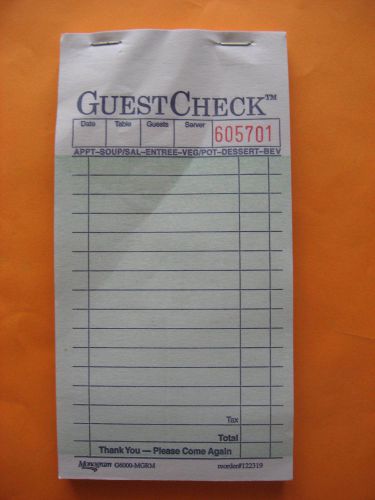 GUESTCHECK™
Date Table Guests Server 605701
APPT–SOUP/SAL–ENTREE–VEG/POT–DESSERT–BEV
Tax
Total
Thank You — Please Come Again
Monogram G6000-MGRM reorder#122319